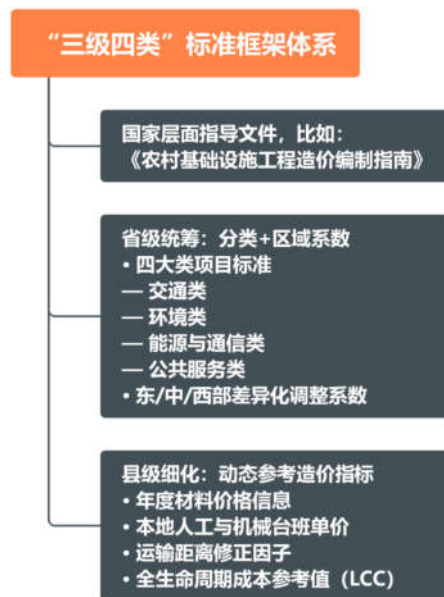 “三级四类”标准框架体系
国家层面指导文件，比如：
《农村基础设施工程造价编制指南》
省级统筹：分类+区域系数
• 四大类项目标准
— 交通类
— 环境类
— 能源与通信类
— 公共服务类
• 东/中/西部差异化调整系数
县级细化：动态参考造价指标
• 年度材料价格信息
• 本地人工与机械台班单价
• 运输距离修正因子
• 全生命周期成本参考值（LCC）